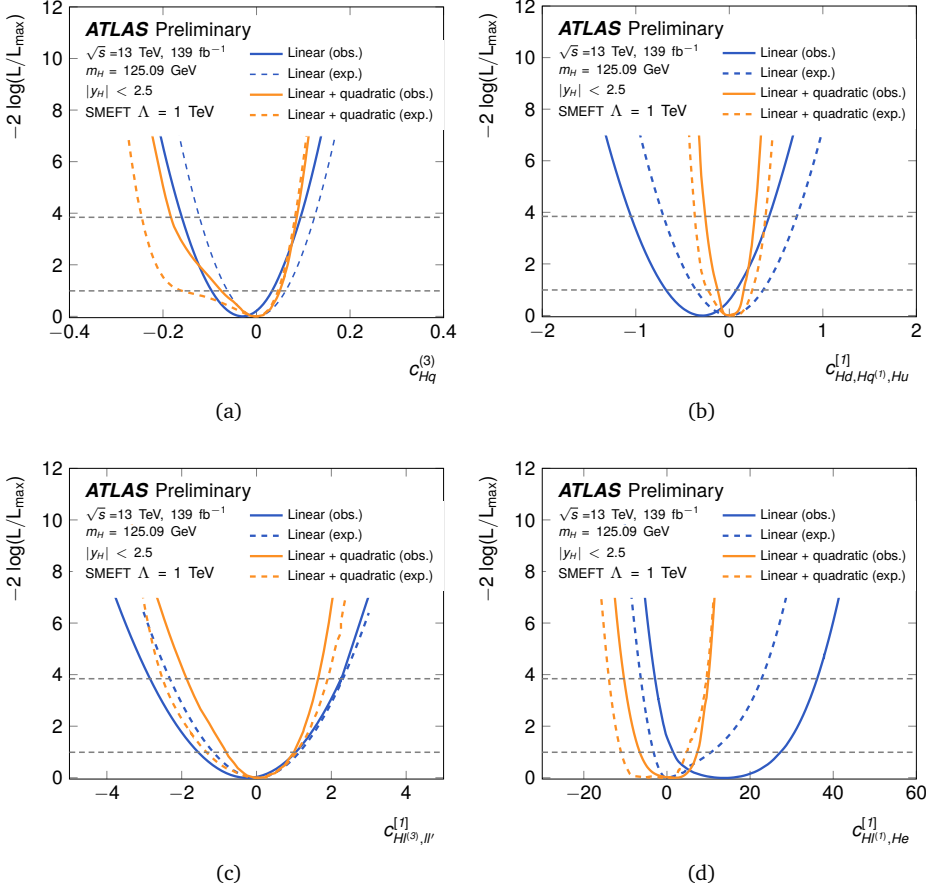 ATLAS Preliminary
√s =13 TeV, 139 fb⁻¹
m_H = 125.09 GeV
|y_H| < 2.5
SMEFT Λ = 1 TeV
Linear (obs.)
Linear (exp.)
Linear + quadratic (obs.)
Linear + quadratic (exp.)
−2 log(L/L_max)
12
10
8
6
4
2
0
−0.4 −0.2 0 0.2 0.4
c_{Hq}^{(3)}
(a)
ATLAS Preliminary
√s =13 TeV, 139 fb⁻¹
m_H = 125.09 GeV
|y_H| < 2.5
SMEFT Λ = 1 TeV
Linear (obs.)
Linear (exp.)
Linear + quadratic (obs.)
Linear + quadratic (exp.)
−2 log(L/L_max)
12
10
8
6
4
2
0
−2 −1 0 1 2
c_{Hd,Hq^{(1)},Hu}^{[1]}
(b)
ATLAS Preliminary
√s =13 TeV, 139 fb⁻¹
m_H = 125.09 GeV
|y_H| < 2.5
SMEFT Λ = 1 TeV
Linear (obs.)
Linear (exp.)
Linear + quadratic (obs.)
Linear + quadratic (exp.)
−2 log(L/L_max)
12
10
8
6
4
2
0
−4 −2 0 2 4
c_{Hl^{(3)},ll′}^{[1]}
(c)
ATLAS Preliminary
√s =13 TeV, 139 fb⁻¹
m_H = 125.09 GeV
|y_H| < 2.5
SMEFT Λ = 1 TeV
Linear (obs.)
Linear (exp.)
Linear + quadratic (obs.)
Linear + quadratic (exp.)
−2 log(L/L_max)
12
10
8
6
4
2
0
−20 0 20 40 60
c_{Hl^{(1)},He}^{[1]}
(d)